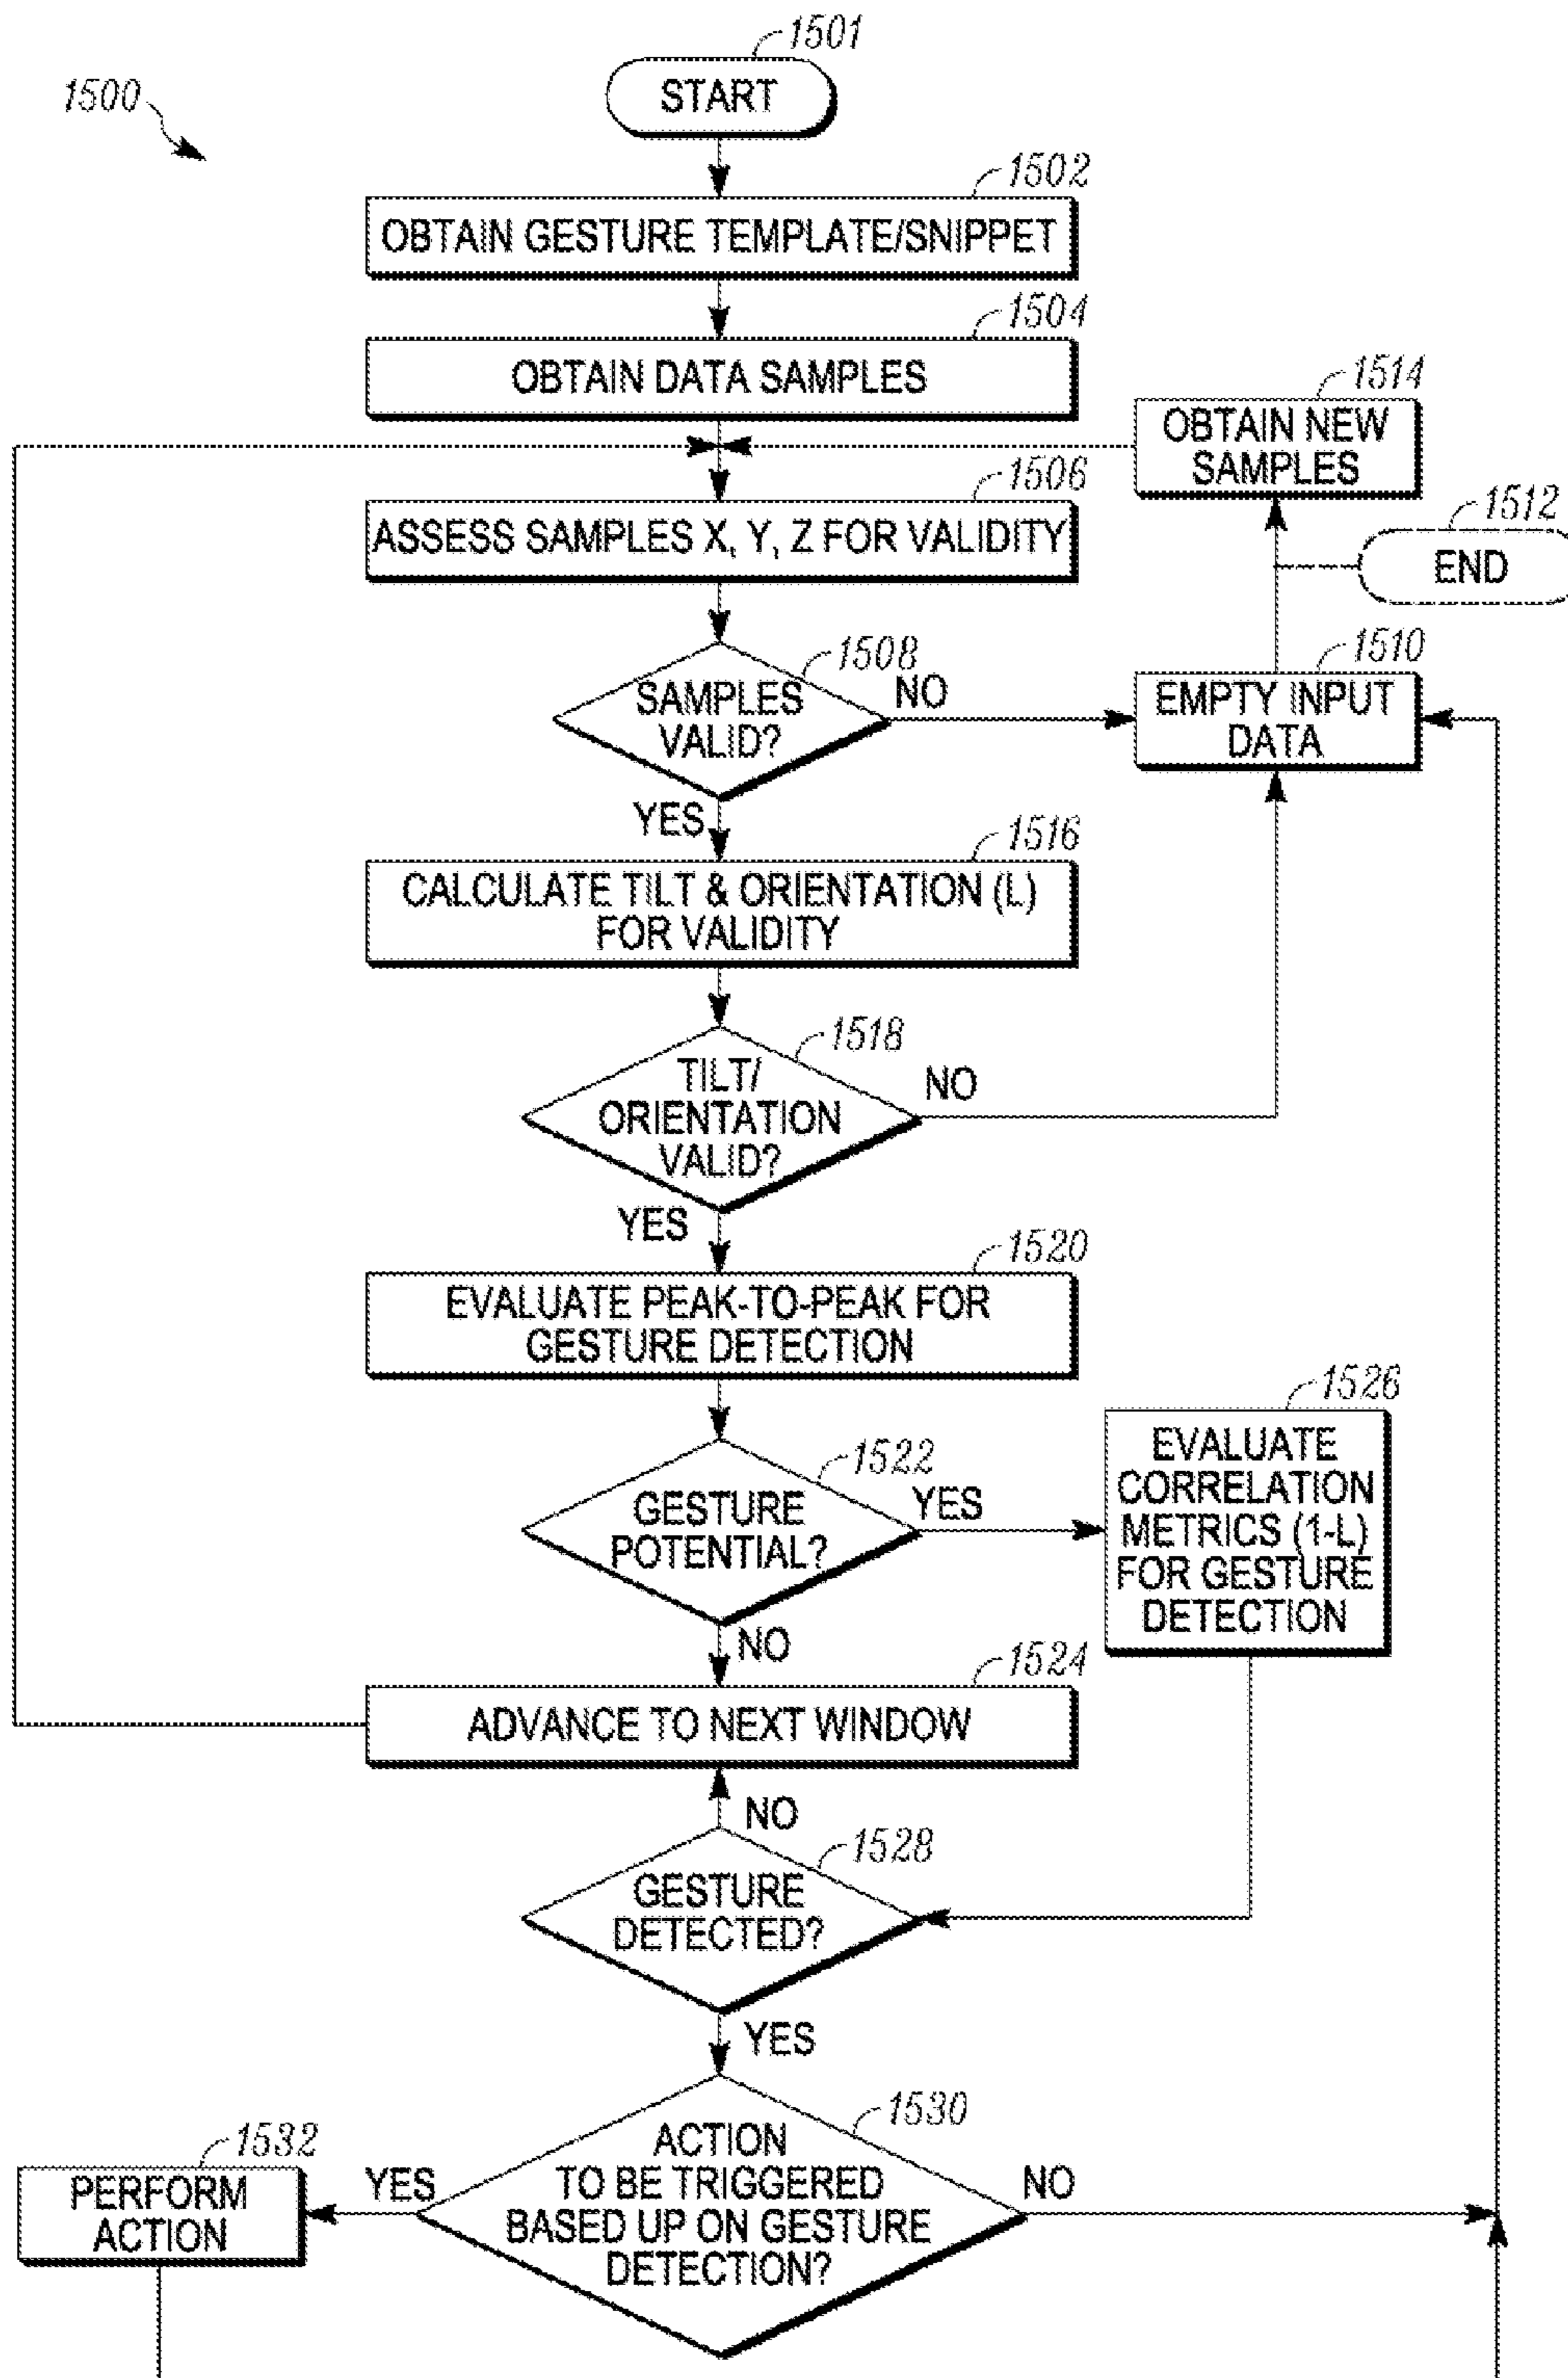 1501
START
1500
1502
OBTAIN GESTURE TEMPLATE/SNIPPET
1504
OBTAIN DATA SAMPLES
1514
OBTAIN NEW
SAMPLES
1506
ASSESS SAMPLES X, Y, Z FOR VALIDITY
1512
END
1508
SAMPLES
VALID?
NO
1510
EMPTY INPUT
DATA
YES
1516
CALCULATE TILT & ORIENTATION (L)
FOR VALIDITY
1518
TILT/
ORIENTATION
VALID?
NO
YES
1520
EVALUATE PEAK-TO-PEAK FOR
GESTURE DETECTION
1522
GESTURE
POTENTIAL?
YES
1526
EVALUATE
CORRELATION
METRICS (1-L)
FOR GESTURE
DETECTION
NO
1524
ADVANCE TO NEXT WINDOW
NO
1528
GESTURE
DETECTED?
YES
1530
ACTION
TO BE TRIGGERED
BASED UP ON GESTURE
DETECTION?
YES
NO
1532
PERFORM
ACTION